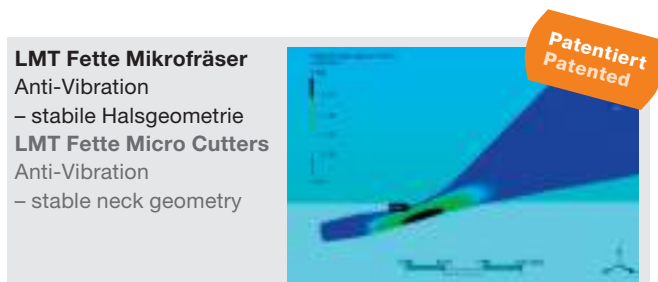 LMT Fette Mikrofräser
Anti-Vibration
– stabile Halsgeometrie
LMT Fette Micro Cutters
Anti-Vibration
– stable neck geometry
Patentiert
Patented